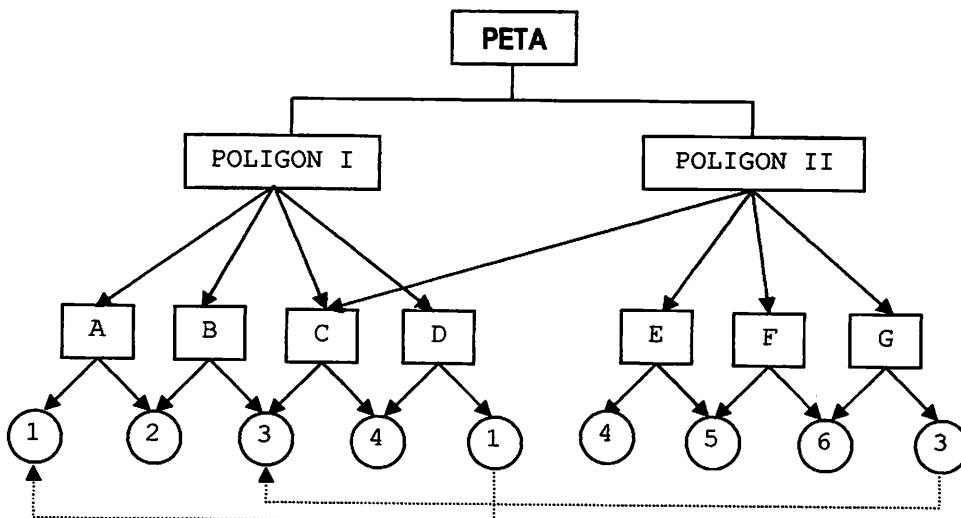 PETA
POLIGON I POLIGON II
A B C D E F G
1 2 3 4 1 4 5 6 3